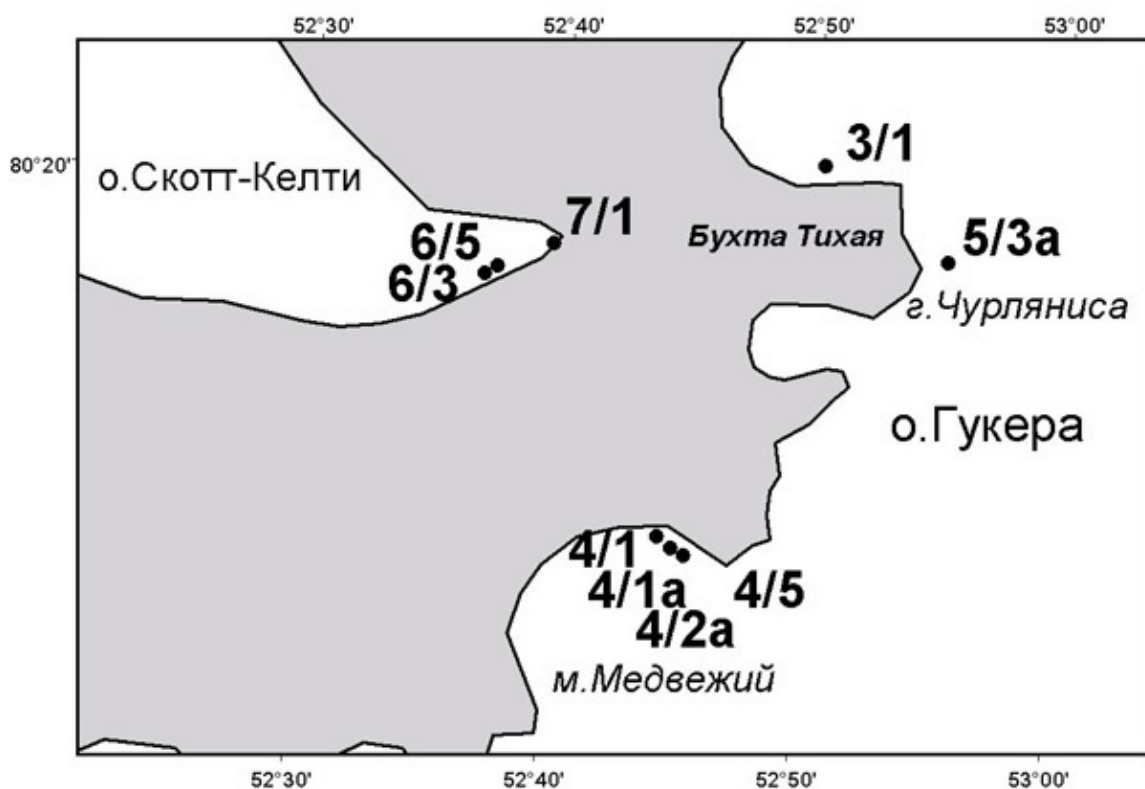 52°30' 52°40' 52°50' 53°00'
80°20'
о.Скотт-Келти
3/1
7/1
6/5
6/3
Бухта Тихая
5/3а
г.Чурляниса
о.Гукера
4/1
4/1а
4/5
4/2а
м.Медвежий
52°30' 52°40' 52°50' 53°00'